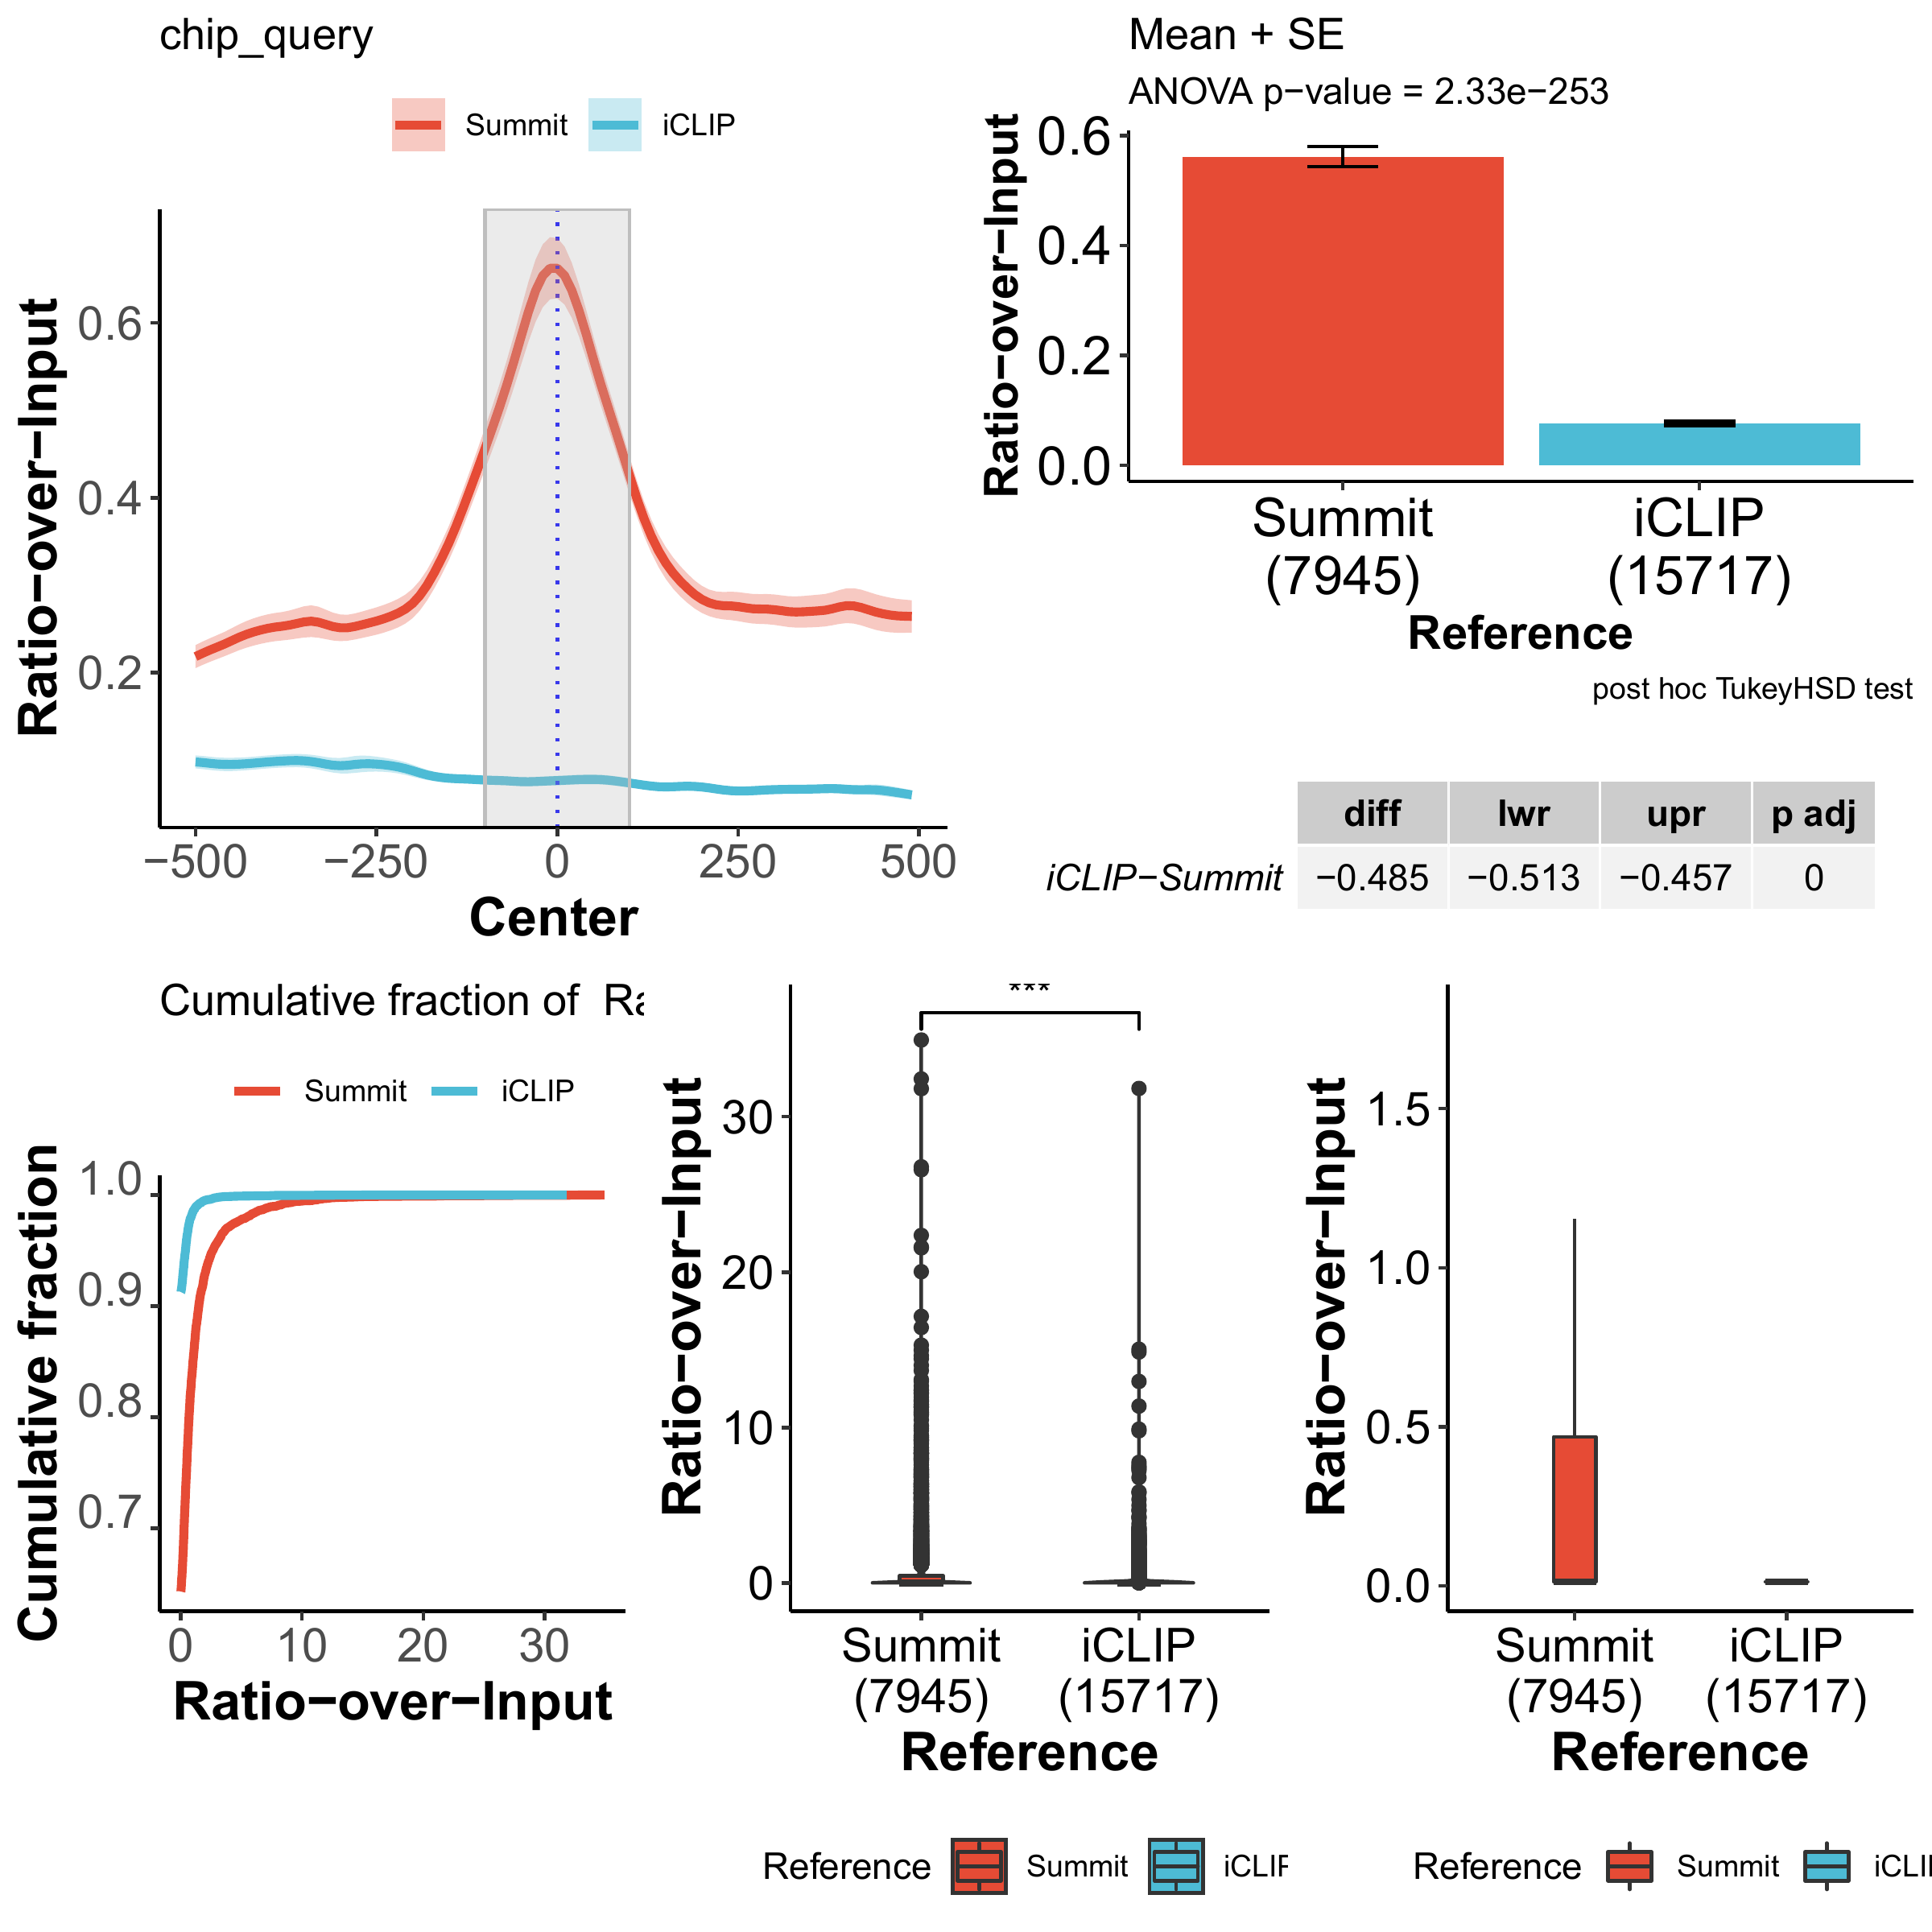 chip_query
Summit
iCLIP
Ratio−over−Input
0.6
0.4
0.2
−500
−250
0
250
500
Center
Mean + SE
ANOVA p−value = 2.33e−253
Ratio−over−Input
0.6
0.4
0.2
0.0
Summit
(7945)
iCLIP
(15717)
Reference
post hoc TukeyHSD test
diff lwr upr p adj
iCLIP−Summit −0.485 −0.513 −0.457 0
Cumulative fraction of
Summit
iCLIP
Cumulative fraction
1.0
0.9
0.8
0.7
0
10
20
30
Ratio−over−Input
***
Ratio−over−Input
30
20
10
0
Summit
(7945)
iCLIP
(15717)
Reference
Reference Summit
Ratio−over−Input
1.5
1.0
0.5
0.0
Summit
(7945)
iCLIP
(15717)
Reference
Reference Summit